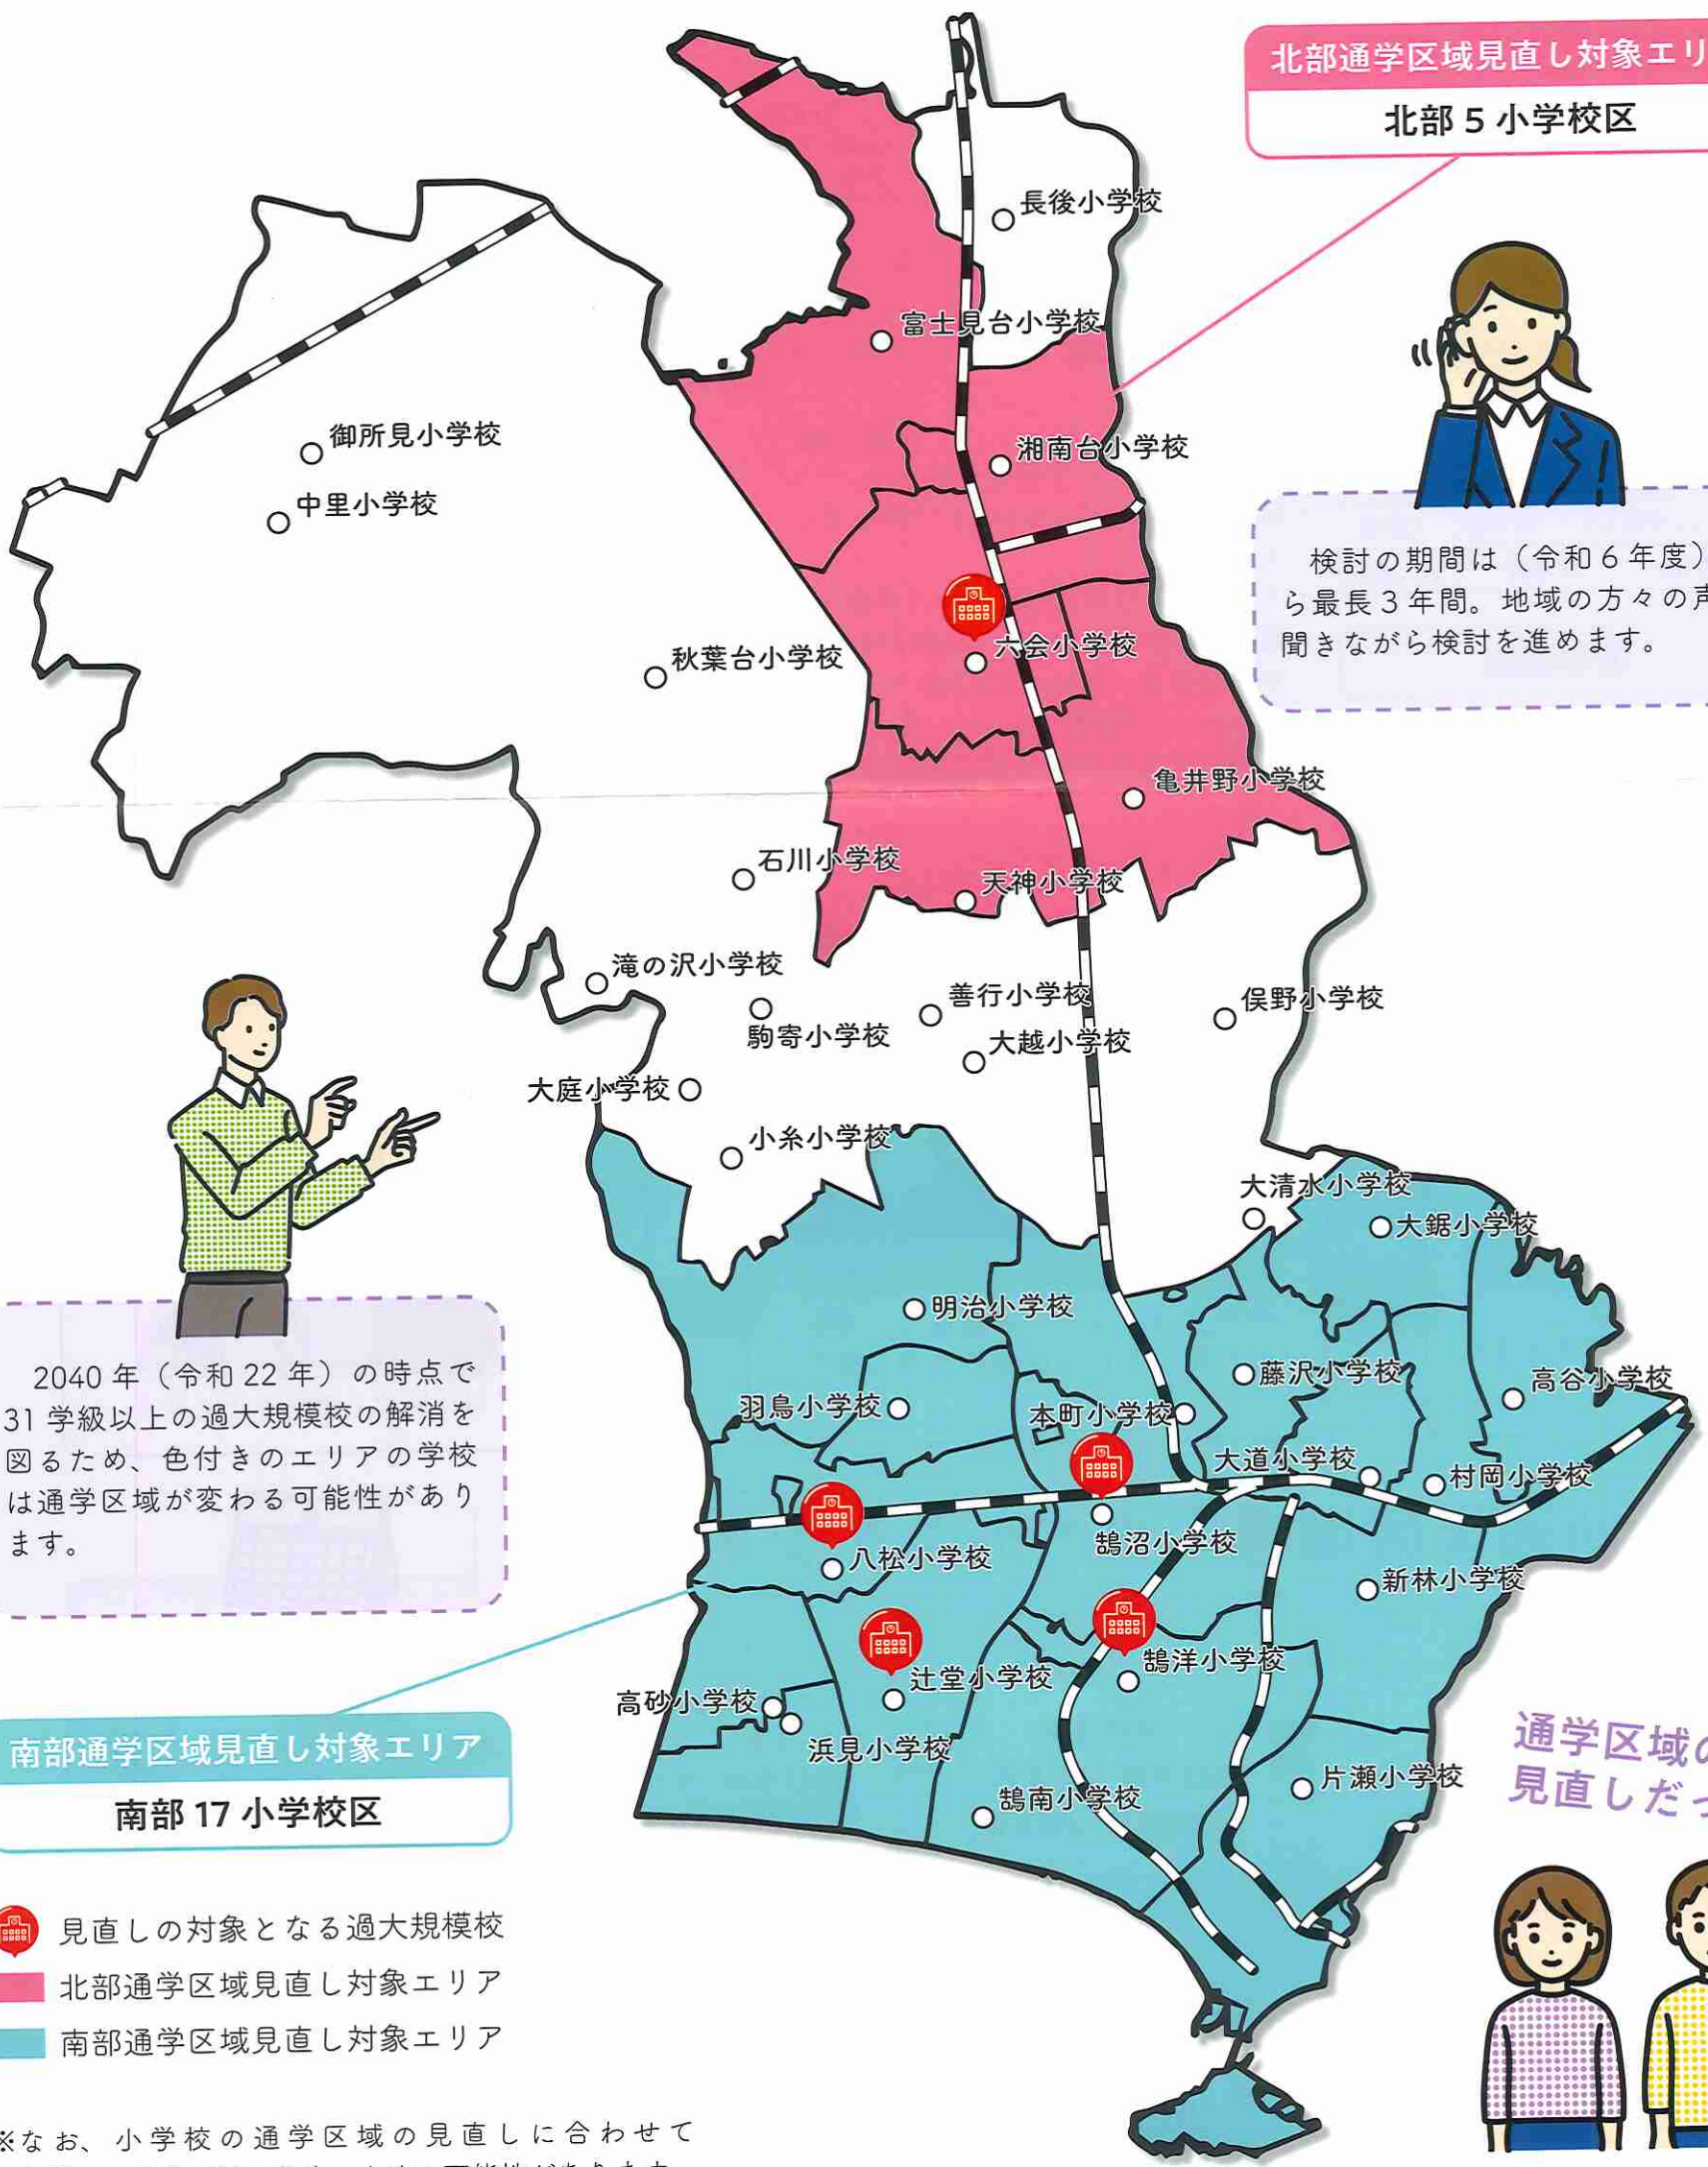 北部通学区域見直し対象エリ
北部 5 小学校区
長後小学校
富士見台小学校
御所見小学校
湘南台小学校
中里小学校
検討の期間は（令和 6 年度）
ら最長 3 年間。地域の方々の声
聞きながら検討を進めます。
六会小学校
秋葉台小学校
亀井野小学校
石川小学校
天神小学校
滝の沢小学校
善行小学校
俣野小学校
駒寄小学校
大越小学校
大庭小学校
小糸小学校
大清水小学校
大鋸小学校
明治小学校
2040 年（令和 22 年）の時点で
31 学級以上の過大規模校の解消を
図るため、色付きのエリアの学校
は通学区域が変わる可能性があり
ます。
藤沢小学校
高谷小学校
羽鳥小学校
本町小学校
大道小学校
村岡小学校
鵠沼小学校
八松小学校
新林小学校
鵠洋小学校
辻堂小学校
高砂小学校
浜見小学校
片瀬小学校
鵠南小学校
南部通学区域見直し対象エリア
南部 17 小学校区
通学区域の
見直しだっ
見直しの対象となる過大規模校
北部通学区域見直し対象エリア
南部通学区域見直し対象エリア
※なお、小学校の通学区域の見直しに合わせて